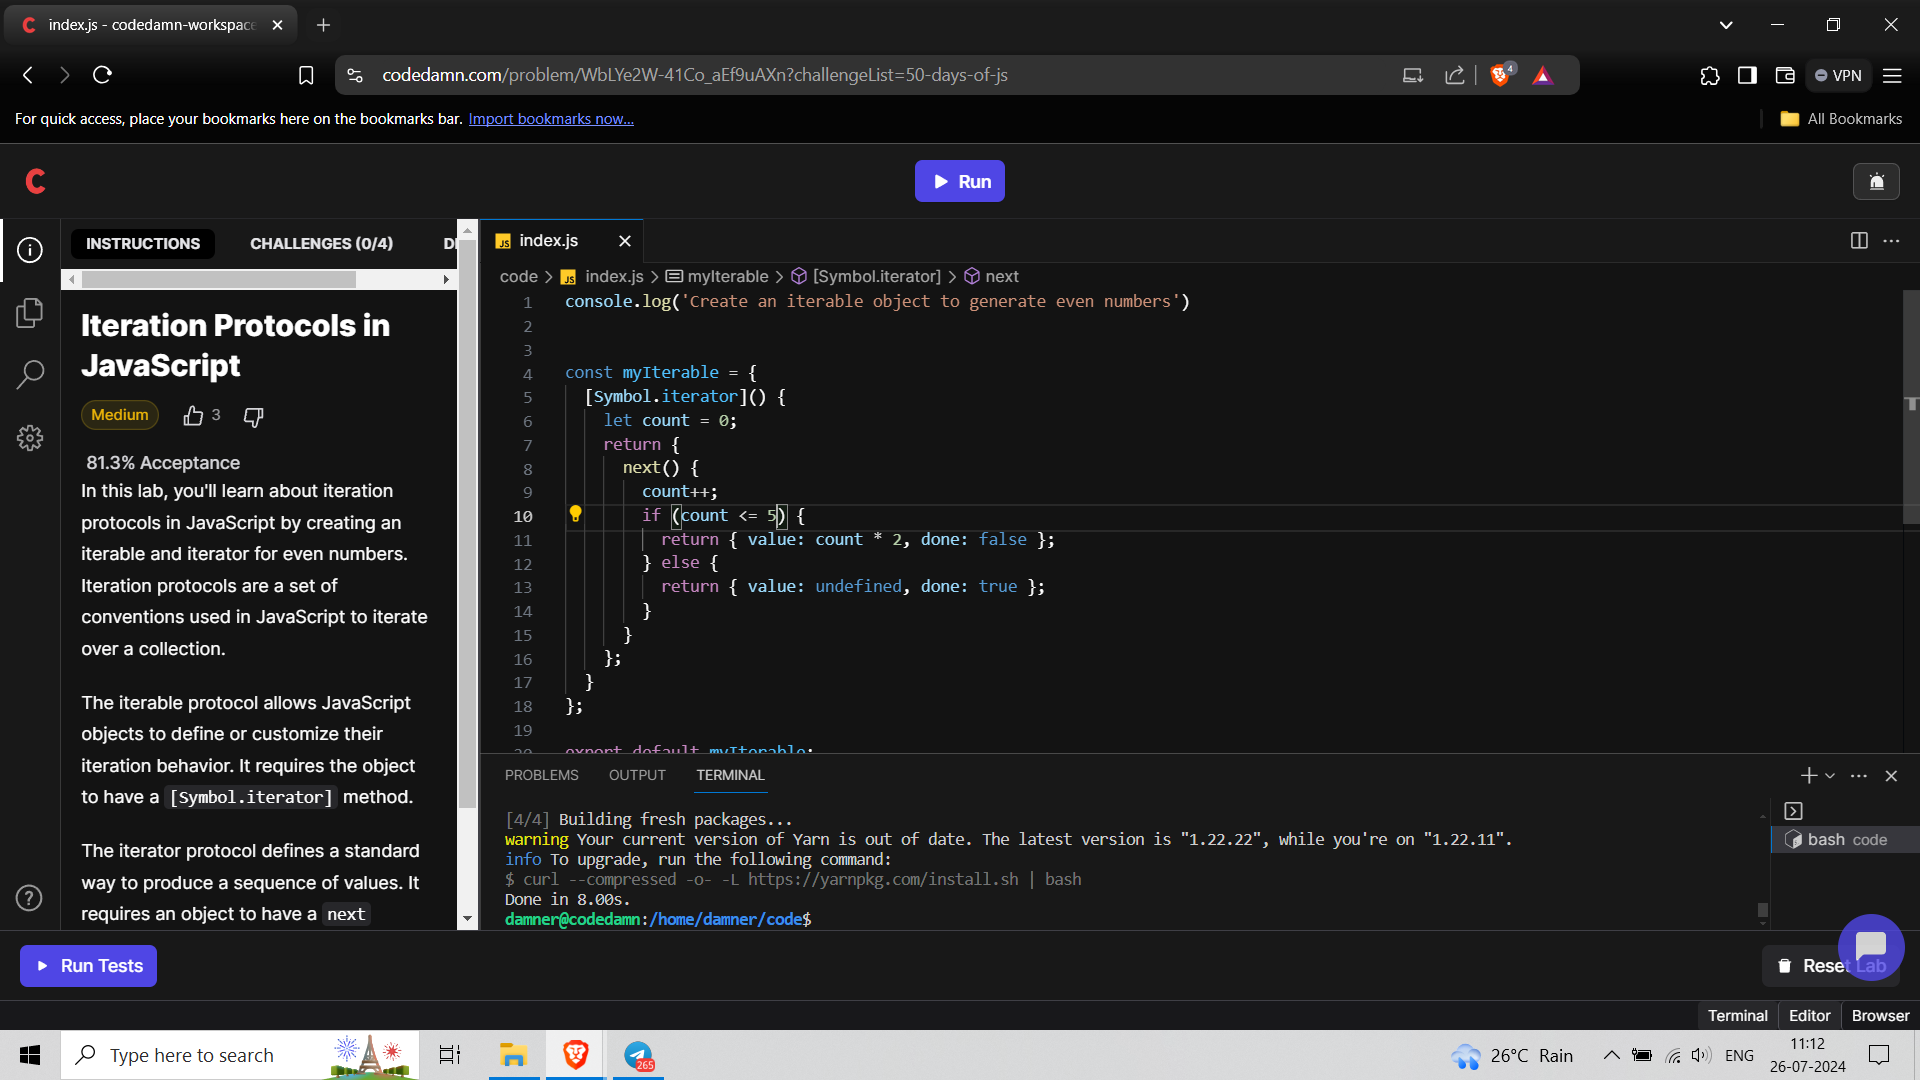 index.js - codedamn-workspace
codedamn.com/problem/WbLYe2W-41Co_aEf9uAXn?challengeList=50-days-of-js
4
VPN
For quick access, place your bookmarks here on the bookmarks bar. Import bookmarks now...
All Bookmarks
Run
INSTRUCTIONS
CHALLENGES (0/4)
Iteration Protocols in
JavaScript
Medium
3
81.3% Acceptance
In this lab, you'll learn about iteration
protocols in JavaScript by creating an
iterable and iterator for even numbers.
Iteration protocols are a set of
conventions used in JavaScript to iterate
over a collection.
The iterable protocol allows JavaScript
objects to define or customize their
iteration behavior. It requires the object
to have a [Symbol.iterator] method.
The iterator protocol defines a standard
way to produce a sequence of values. It
requires an object to have a next
Run Tests
JS index.js
code > JS index.js > myIterable > [Symbol.iterator] > next
1 console.log('Create an iterable object to generate even numbers')
2
3
4 const myIterable = {
5 [Symbol.iterator]() {
6 let count = 0;
7 return {
8 next() {
9 count++;
10 if (count <= 5) {
11 return { value: count * 2, done: false };
12 } else {
13 return { value: undefined, done: true };
14 }
15 }
16 };
17 }
18 };
19
20 export default myIterable;
PROBLEMS
OUTPUT
TERMINAL
[4/4] Building fresh packages...
warning Your current version of Yarn is out of date. The latest version is "1.22.22", while you're on "1.22.11".
info To upgrade, run the following command:
$ curl --compressed -o- -L https://yarnpkg.com/install.sh | bash
Done in 8.00s.
damner@codedamn:/home/damner/code$
bash code
Reset Lab
Terminal
Editor
Browser
Type here to search
265
26°C Rain
ENG
11:12
26-07-2024